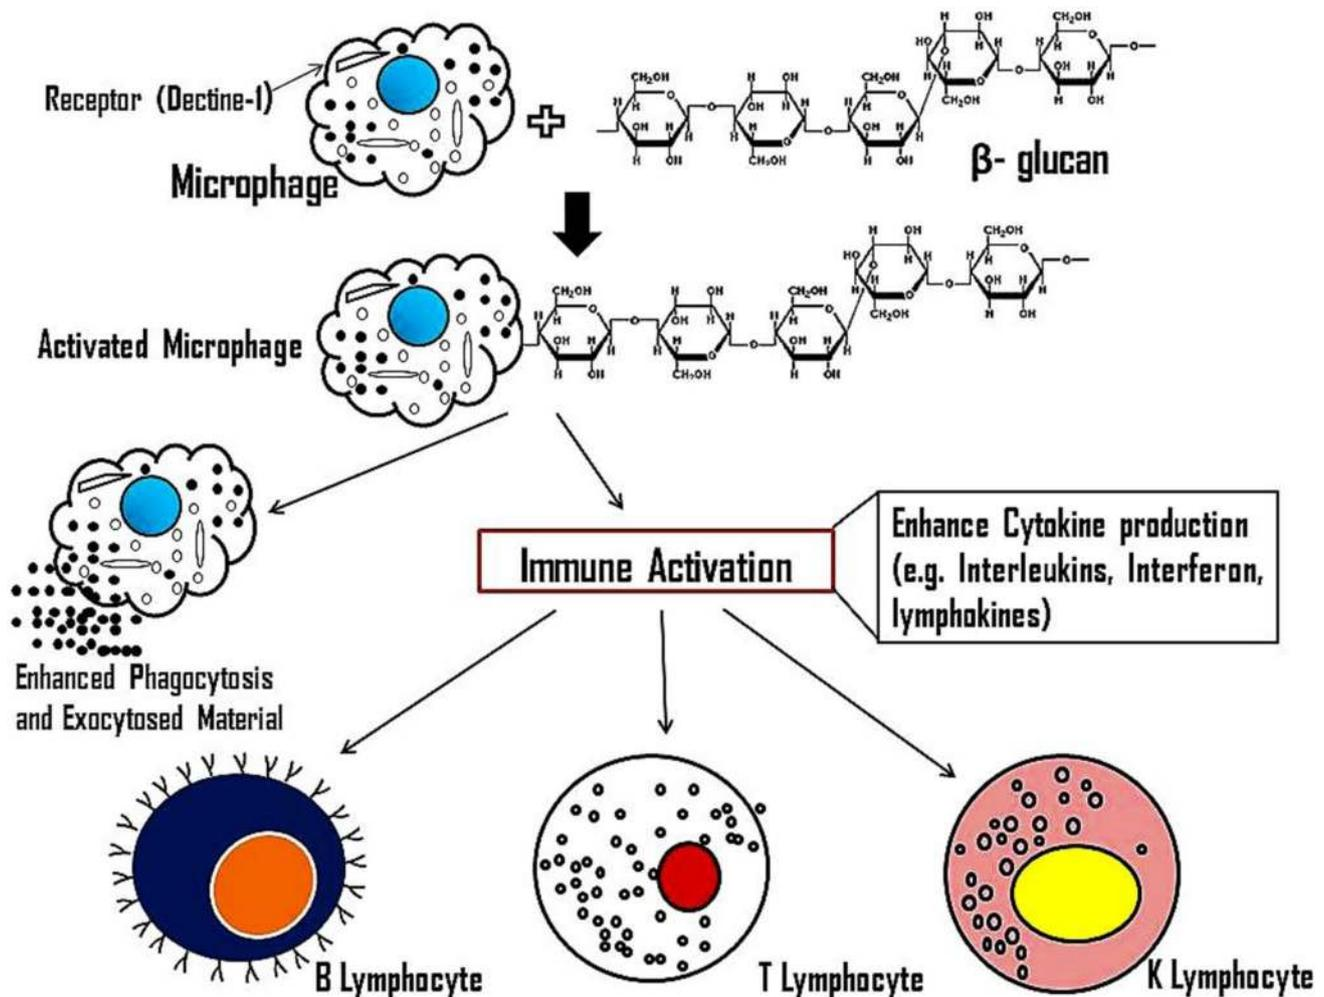 Receptor (Dectine-1)
Microphage
β- glucan
Activated Microphage
Immune Activation
Enhance Cytokine production
(e.g. Interleukins, Interferon,
lymphokines)
Enhanced Phagocytosis
and Exocytosed Material
B Lymphocyte
T Lymphocyte
K Lymphocyte